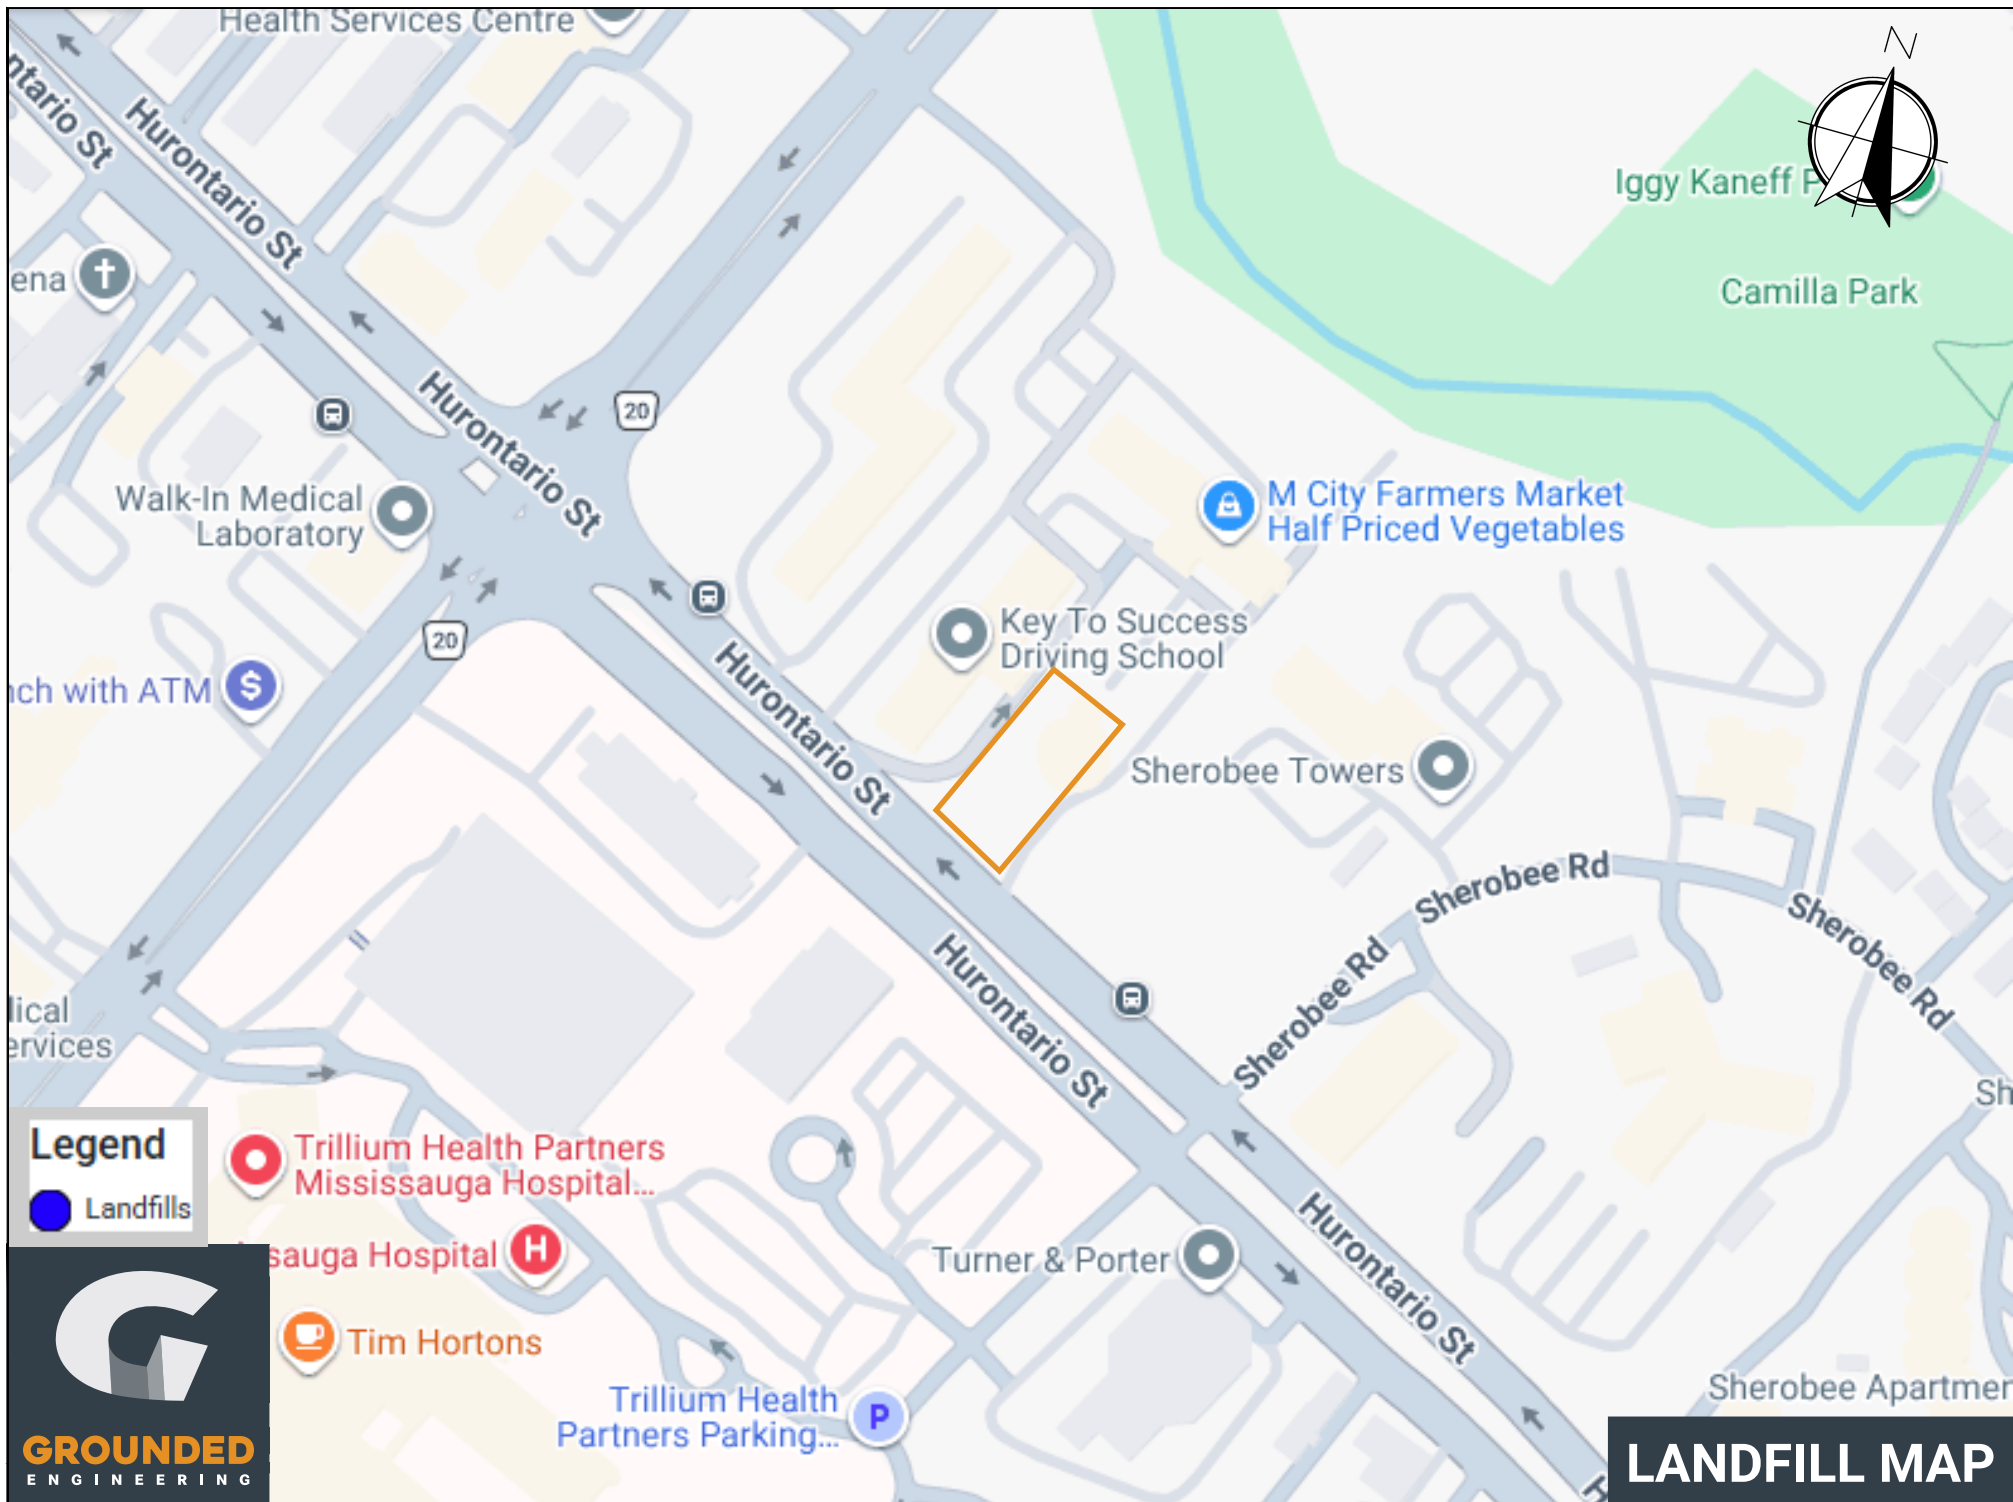 Health Services Centre
N
ntario St
Hurontario St
Iggy Kaneff P
ena
Camilla Park
20
Hurontario St
Walk-In Medical
Laboratory
M City Farmers Market
Half Priced Vegetables
20
Key To Success
Driving School
nch with ATM
$
Hurontario St
Sherobee Towers
Sherobee Rd
Sherobee Rd
Sherobee Rd
Hurontario St
lical
ervices
Sh
Legend
Landfills
Trillium Health Partners
Mississauga Hospital...
sauga Hospital
H
Turner & Porter
Hurontario St
Tim Hortons
Trillium Health
Partners Parking...
P
Sherobee Apartmer
GROUNDED
ENGINEERING
LANDFILL MAP
H